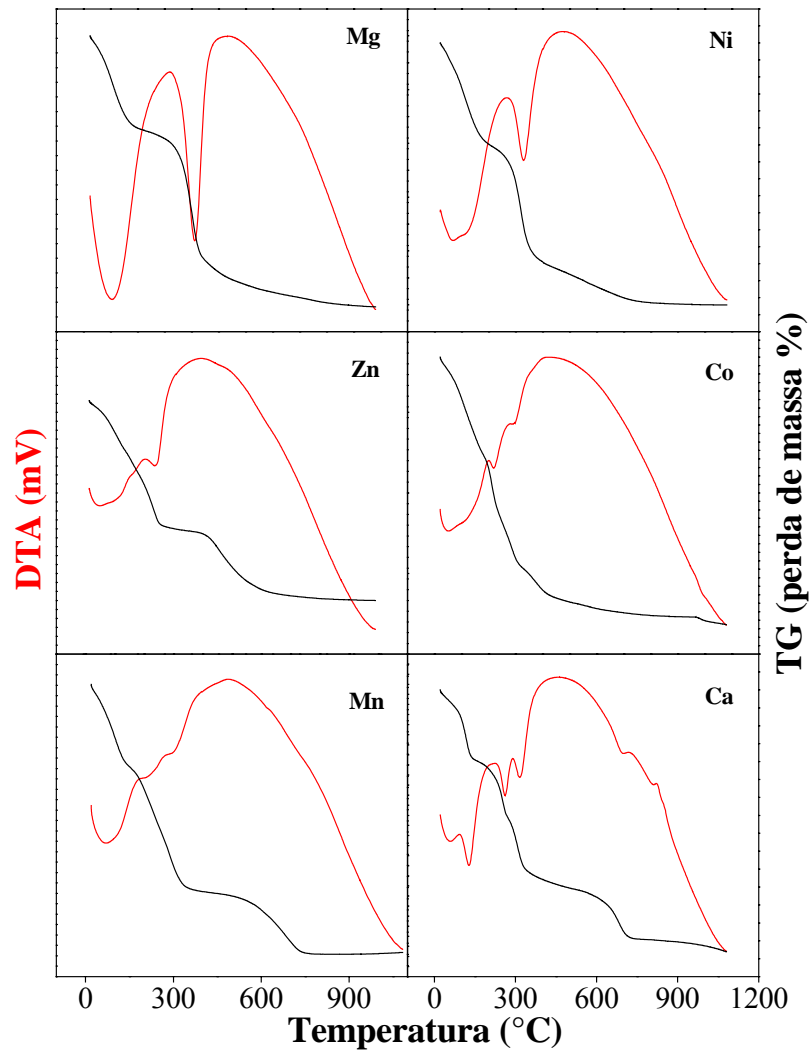 Mg
Ni
Zn
Co
Mn
Ca
DTA (mV)
TG (perda de massa %)
0 300 600 900 0 300 600 900 1200
Temperatura (°C)